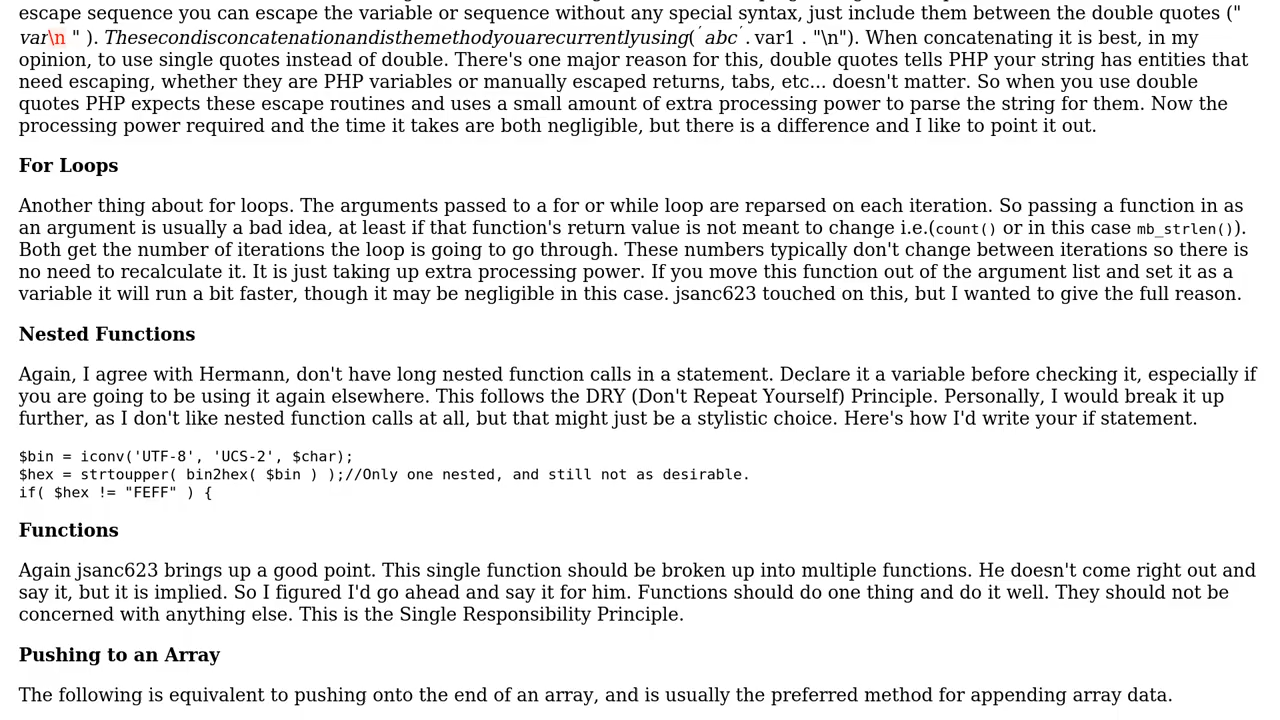 escape sequence you can escape the variable or sequence without any special syntax, just include them between the double quotes ("
var\n " ). Thesecondisconcatenationandisthemethodyouarecurrentlyusing(′abc′. var1 . "\n"). When concatenating it is best, in my
opinion, to use single quotes instead of double. There's one major reason for this, double quotes tells PHP your string has entities that
need escaping, whether they are PHP variables or manually escaped returns, tabs, etc... doesn't matter. So when you use double
quotes PHP expects these escape routines and uses a small amount of extra processing power to parse the string for them. Now the
processing power required and the time it takes are both negligible, but there is a difference and I like to point it out.
For Loops
Another thing about for loops. The arguments passed to a for or while loop are reparsed on each iteration. So passing a function in as
an argument is usually a bad idea, at least if that function's return value is not meant to change i.e.(count() or in this case mb_strlen()).
Both get the number of iterations the loop is going to go through. These numbers typically don't change between iterations so there is
no need to recalculate it. It is just taking up extra processing power. If you move this function out of the argument list and set it as a
variable it will run a bit faster, though it may be negligible in this case. jsanc623 touched on this, but I wanted to give the full reason.
Nested Functions
Again, I agree with Hermann, don't have long nested function calls in a statement. Declare it a variable before checking it, especially if
you are going to be using it again elsewhere. This follows the DRY (Don't Repeat Yourself) Principle. Personally, I would break it up
further, as I don't like nested function calls at all, but that might just be a stylistic choice. Here's how I'd write your if statement.
$bin = iconv('UTF-8', 'UCS-2', $char);
$hex = strtoupper( bin2hex( $bin ) );//Only one nested, and still not as desirable.
if( $hex != "FEFF" ) {
Functions
Again jsanc623 brings up a good point. This single function should be broken up into multiple functions. He doesn't come right out and
say it, but it is implied. So I figured I'd go ahead and say it for him. Functions should do one thing and do it well. They should not be
concerned with anything else. This is the Single Responsibility Principle.
Pushing to an Array
The following is equivalent to pushing onto the end of an array, and is usually the preferred method for appending array data.